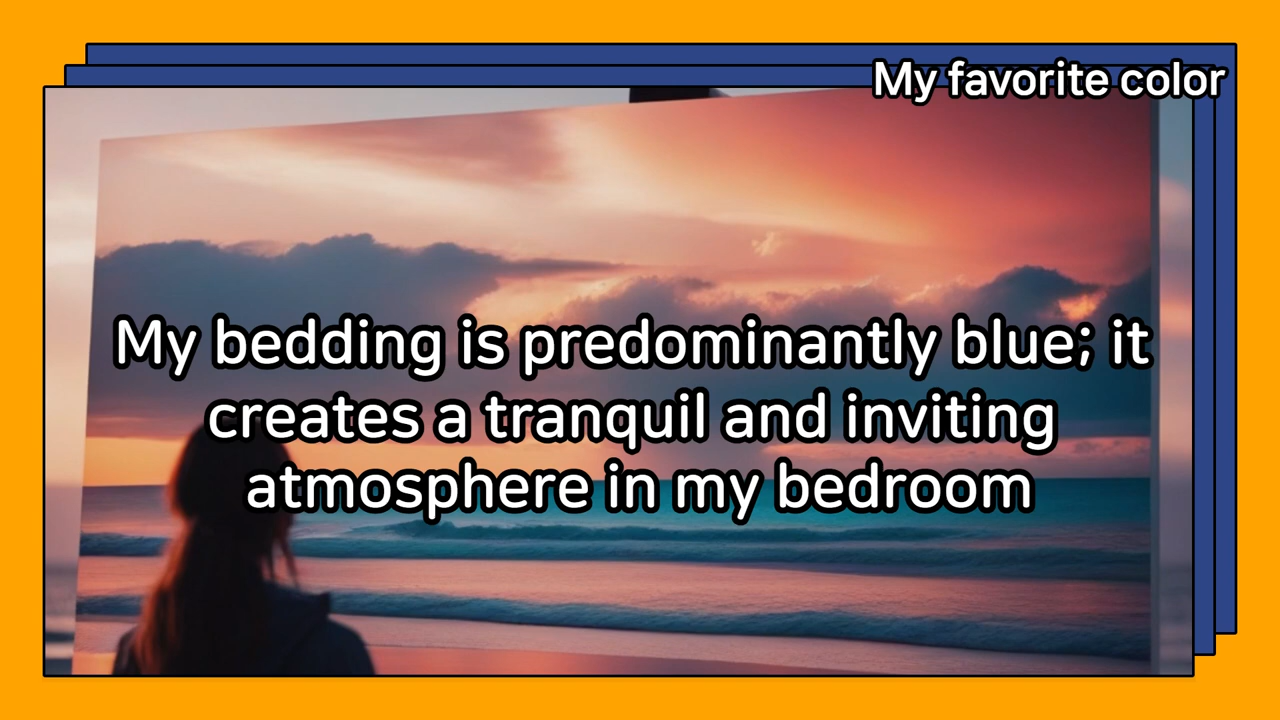 My favorite color
My bedding is predominantly blue; it
creates a tranquil and inviting
atmosphere in my bedroom